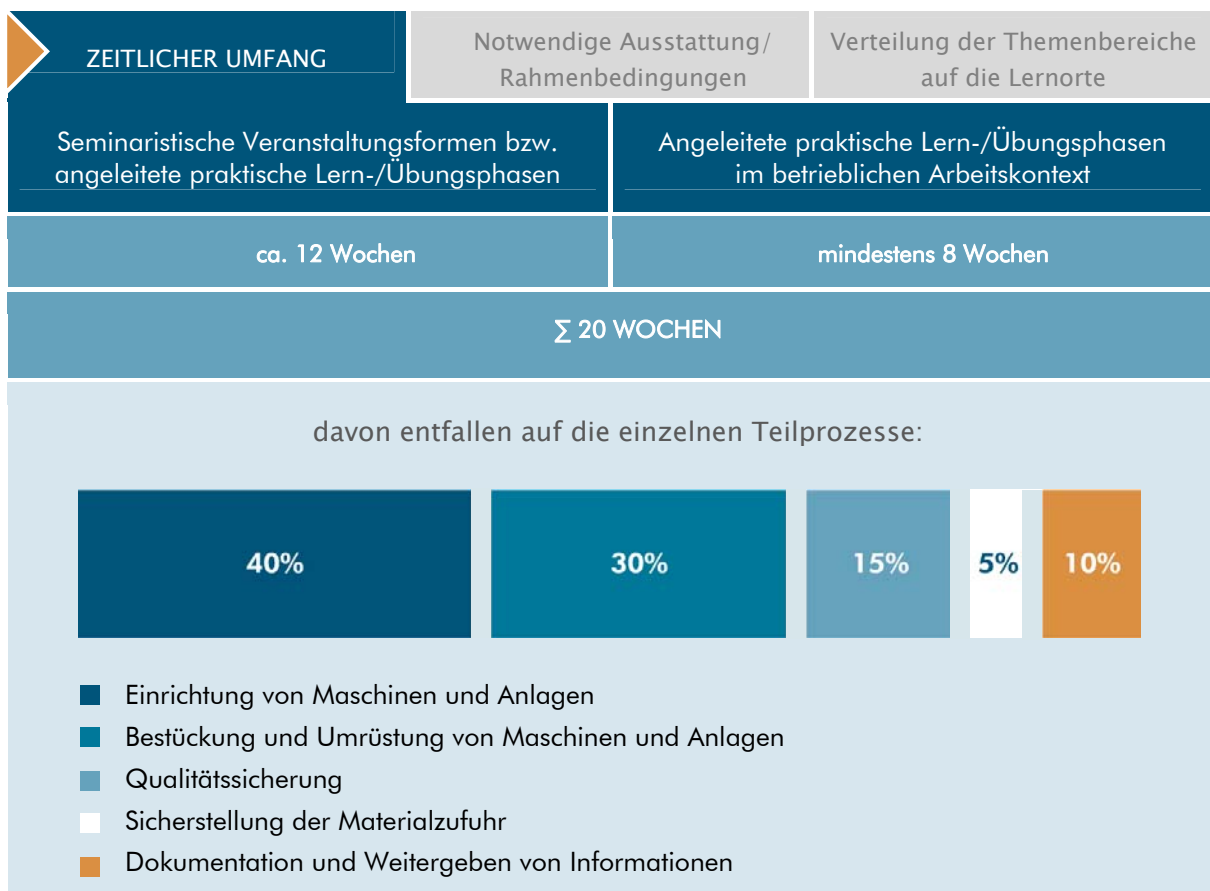 ZEITLICHER UMFANG
Notwendige Ausstattung/
Rahmenbedingungen
Verteilung der Themenbereiche
auf die Lernorte
Seminaristische Veranstaltungsformen bzw.
angeleitete praktische Lern-/Übungsphasen
Angeleitete praktische Lern-/Übungsphasen
im betrieblichen Arbeitskontext
ca. 12 Wochen
mindestens 8 Wochen
∑ 20 WOCHEN
davon entfallen auf die einzelnen Teilprozesse:
40%
30%
15%
5%
10%
Einrichtung von Maschinen und Anlagen
Bestückung und Umrüstung von Maschinen und Anlagen
Qualitätssicherung
Sicherstellung der Materialzufuhr
Dokumentation und Weitergeben von Informationen